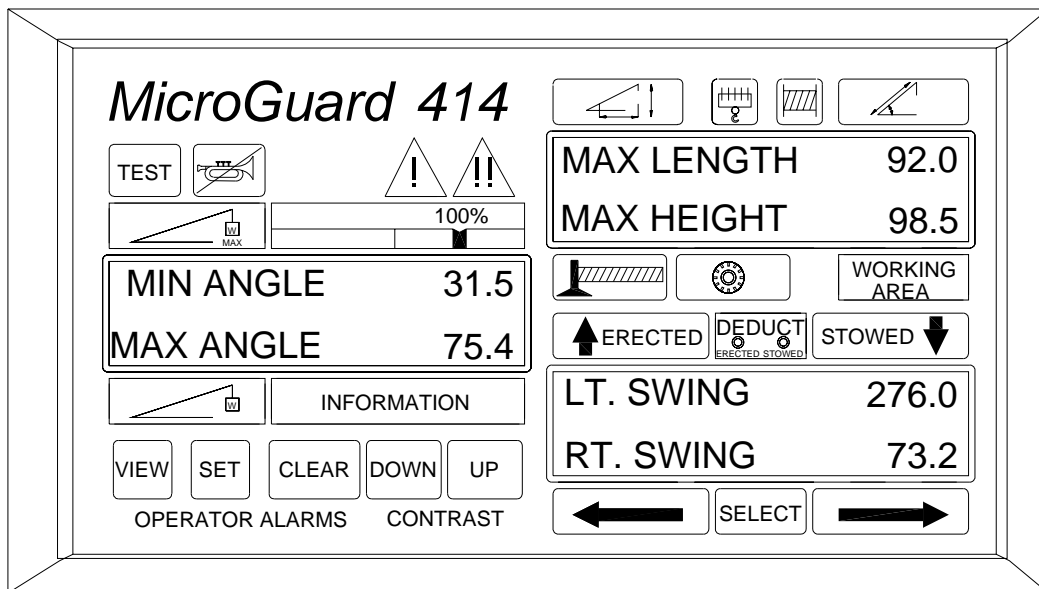 MicroGuard 414
TEST
! !!
W
MAX
100%
MIN ANGLE 31.5
MAX ANGLE 75.4
W
INFORMATION
VIEW SET CLEAR DOWN UP
OPERATOR ALARMS CONTRAST
MAX LENGTH 92.0
MAX HEIGHT 98.5
WORKING
AREA
ERECTED
DEDUCT
ERECTED STOWED
STOWED
LT. SWING 276.0
RT. SWING 73.2
SELECT